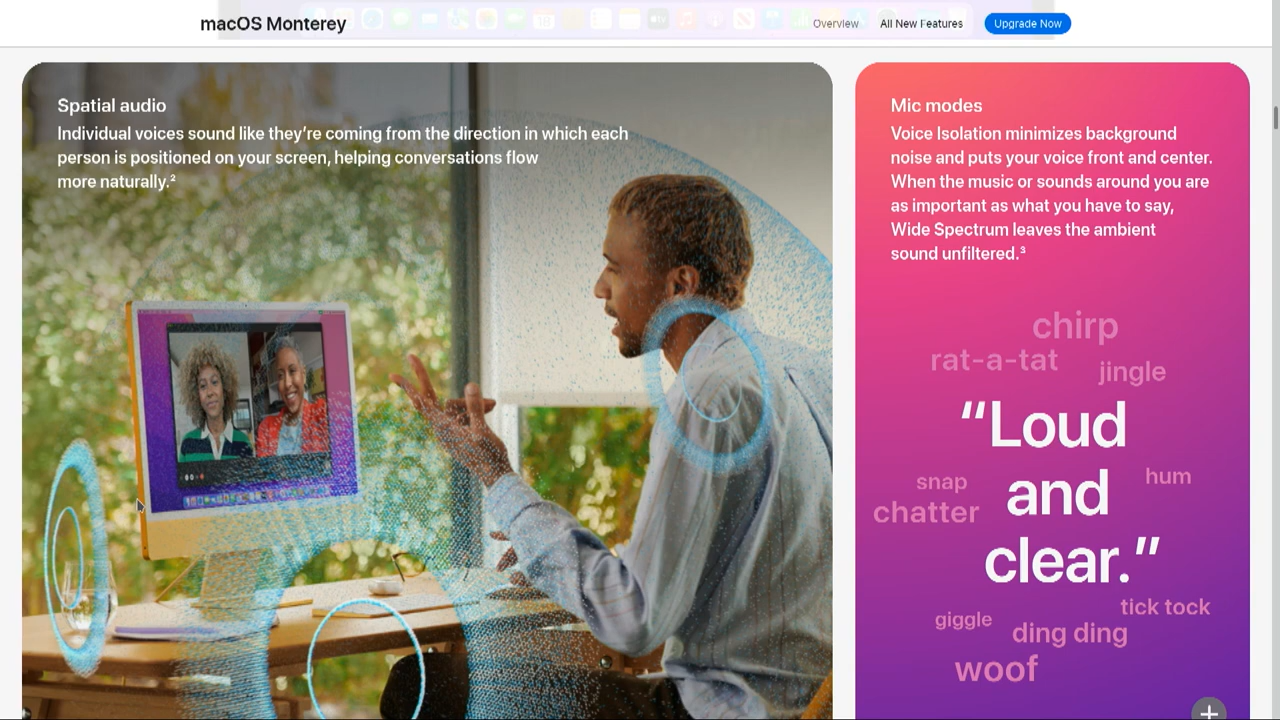 macOS Monterey
Overview
All New Features
Upgrade Now
Spatial audio
Individual voices sound like they’re coming from the direction in which each
person is positioned on your screen, helping conversations flow
more naturally.²
Mic modes
Voice Isolation minimizes background
noise and puts your voice front and center.
When the music or sounds around you are
as important as what you have to say,
Wide Spectrum leaves the ambient
sound unfiltered.³
chirp
rat-a-tat
jingle
“Loud
and
clear.”
snap
hum
chatter
tick tock
giggle
ding ding
woof